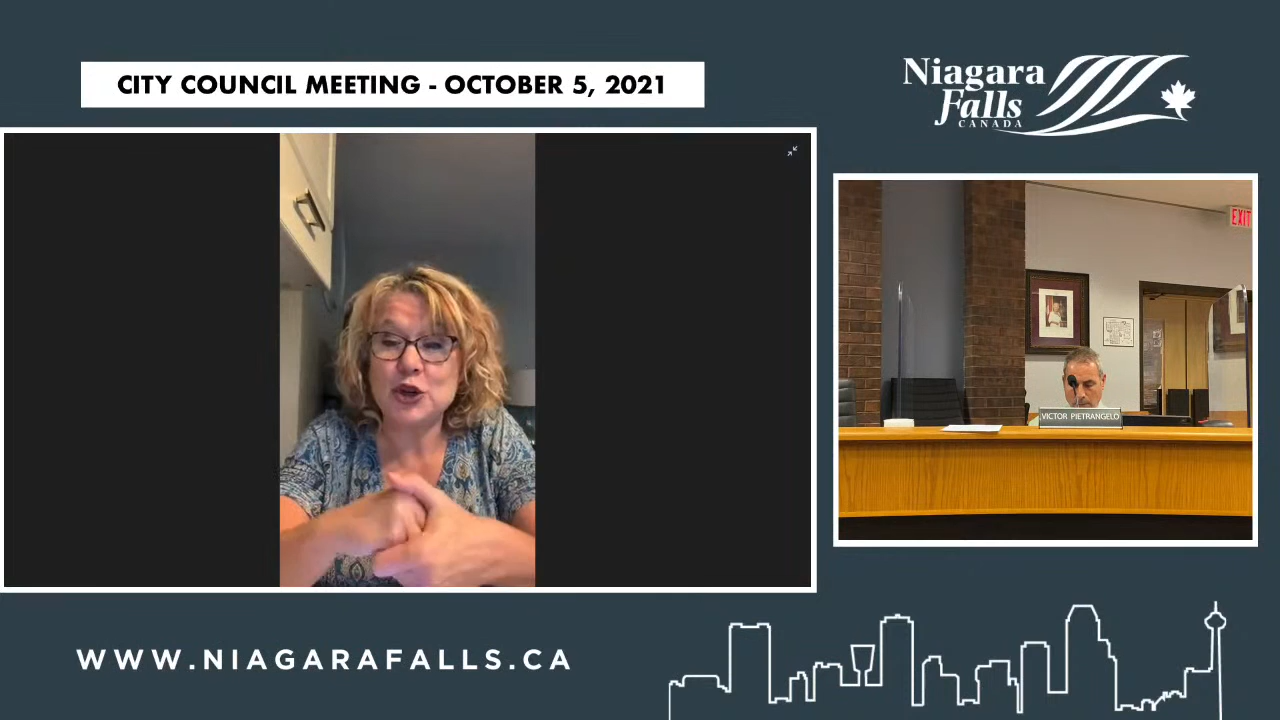 CITY COUNCIL MEETING - OCTOBER 5, 2021
Niagara
Falls
CANADA
EXIT
VICTOR PIETRANGELO
WWW.NIAGARAFALLS.CA